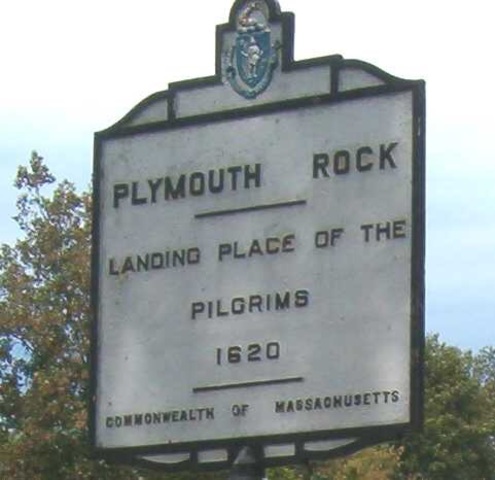 PLYMOUTH ROCK
LANDING PLACE OF THE
PILGRIMS
1620
COMMONWEALTH OF MASSACHUSETTS